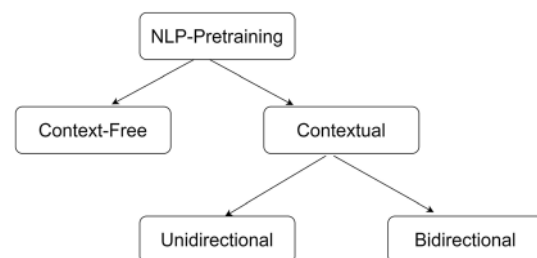 NLP-Pretraining
Context-Free
Contextual
Unidirectional
Bidirectional